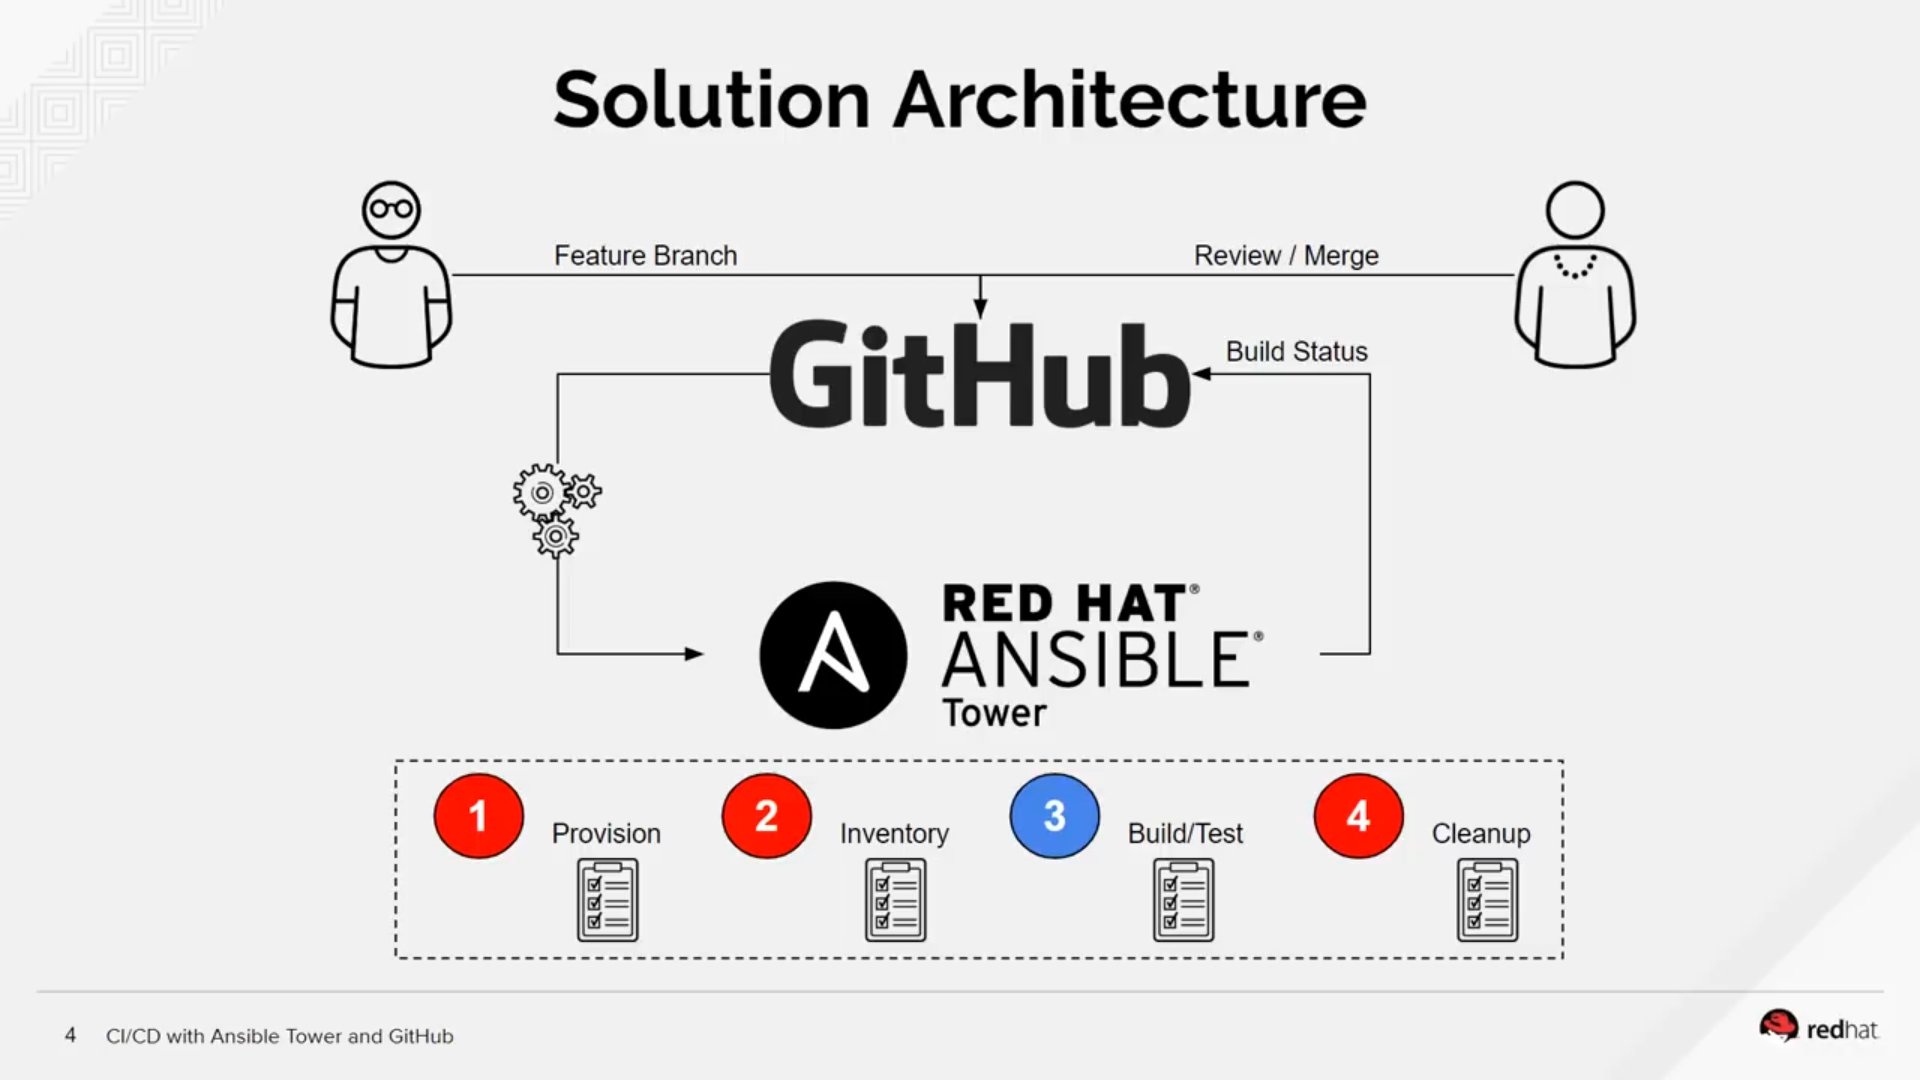 Solution Architecture
Feature Branch
Review / Merge
GitHub
Build Status
RED HAT®
ANSIBLE®
Tower
1 Provision
2 Inventory
3 Build/Test
4 Cleanup
4 CI/CD with Ansible Tower and GitHub
redhat